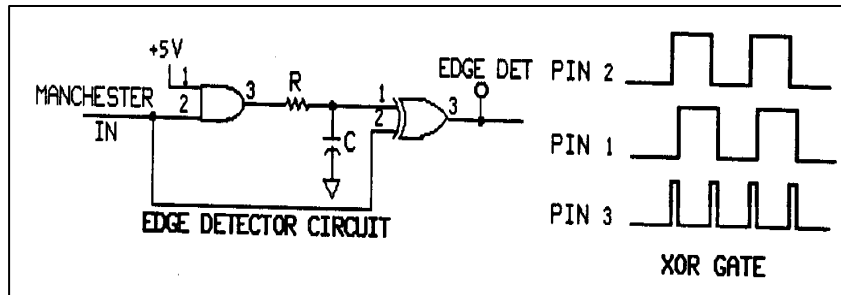 +5V
1
2
3
MANCHESTER
IN
R
C
1
2
3
EDGE DET
EDGE DETECTOR CIRCUIT
PIN 2
PIN 1
PIN 3
XOR GATE